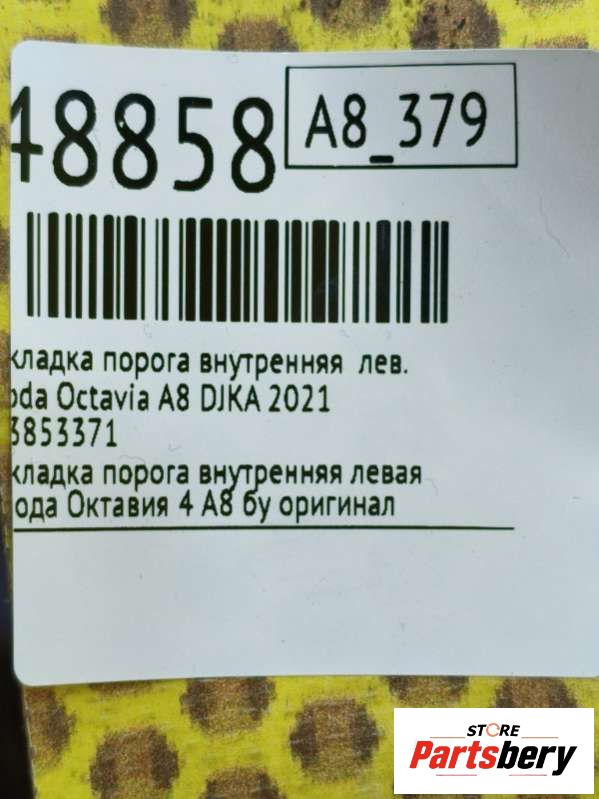 48858
A8_379
кладка порога внутренняя лев.
oda Octavia A8 DJKA 2021
3853371
кладка порога внутренняя левая
ода Октавия 4 А8 бу оригинал
STORE
Partsbery